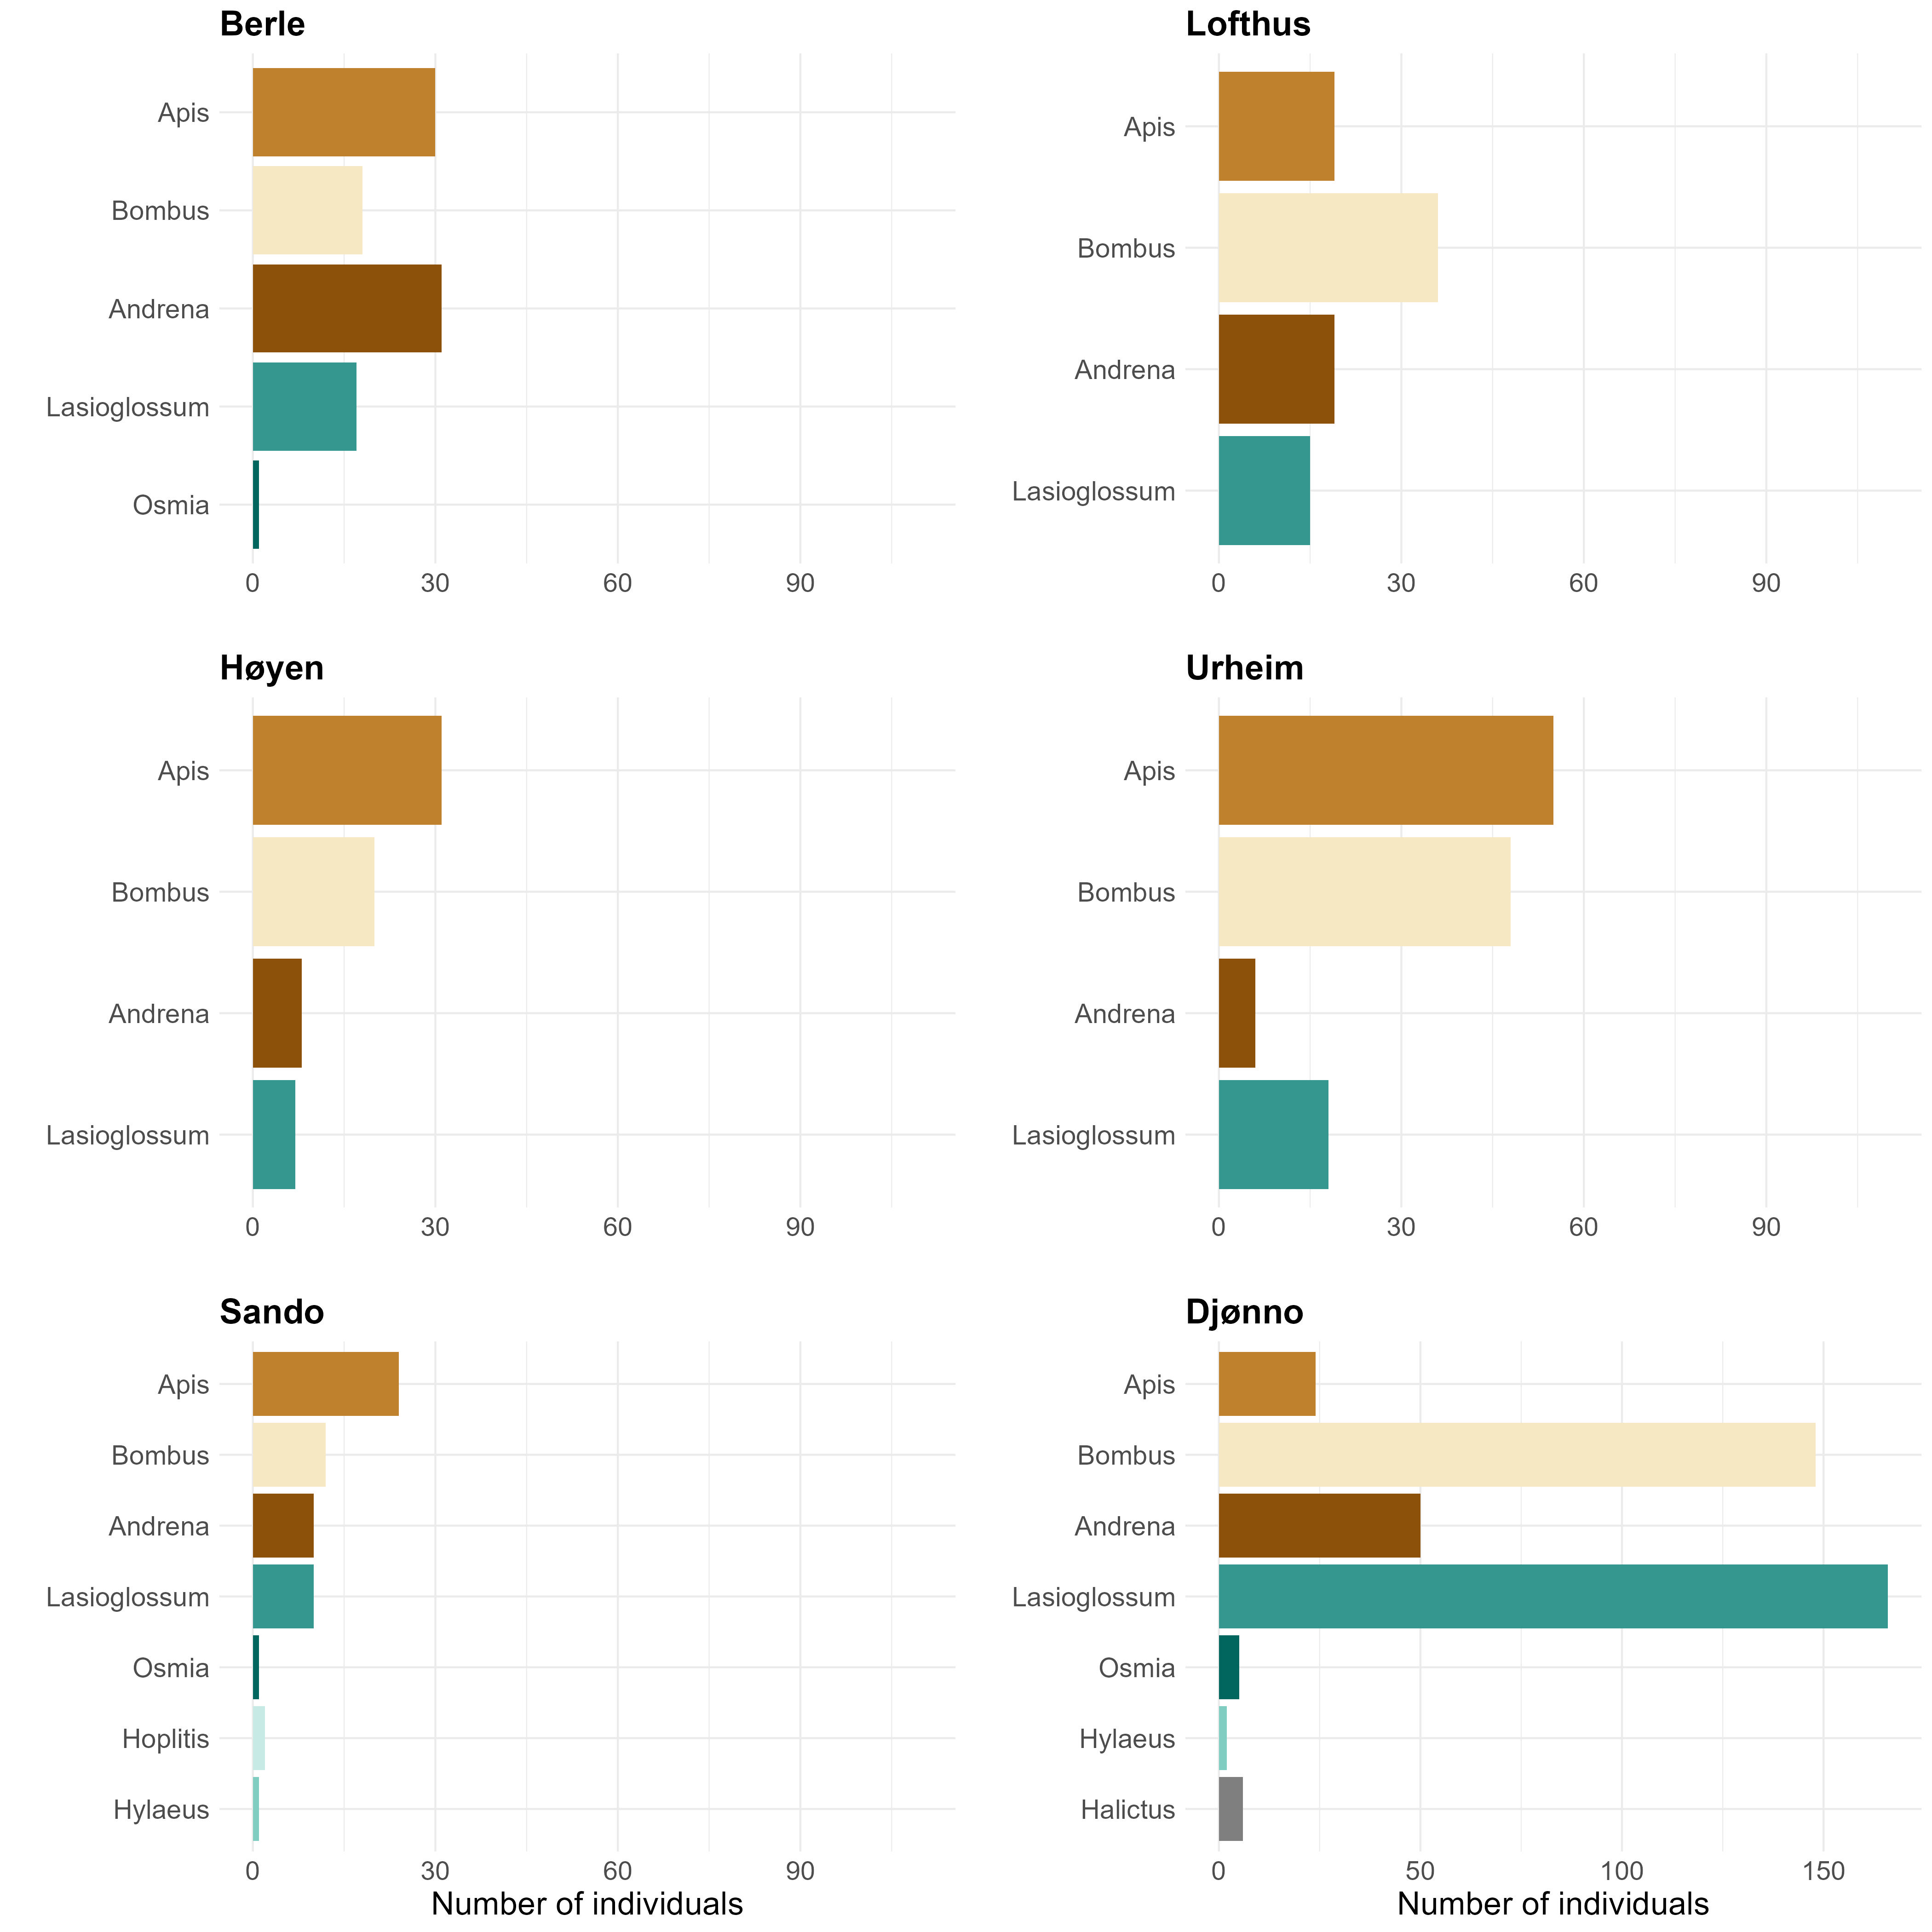 Berle
Apis
Bombus
Andrena
Lasioglossum
Osmia
0 30 60 90
Lofthus
Apis
Bombus
Andrena
Lasioglossum
0 30 60 90
Høyen
Apis
Bombus
Andrena
Lasioglossum
0 30 60 90
Urheim
Apis
Bombus
Andrena
Lasioglossum
0 30 60 90
Sando
Apis
Bombus
Andrena
Lasioglossum
Osmia
Hoplitis
Hylaeus
0 30 60 90
Number of individuals
Djønno
Apis
Bombus
Andrena
Lasioglossum
Osmia
Hylaeus
Halictus
0 50 100 150
Number of individuals